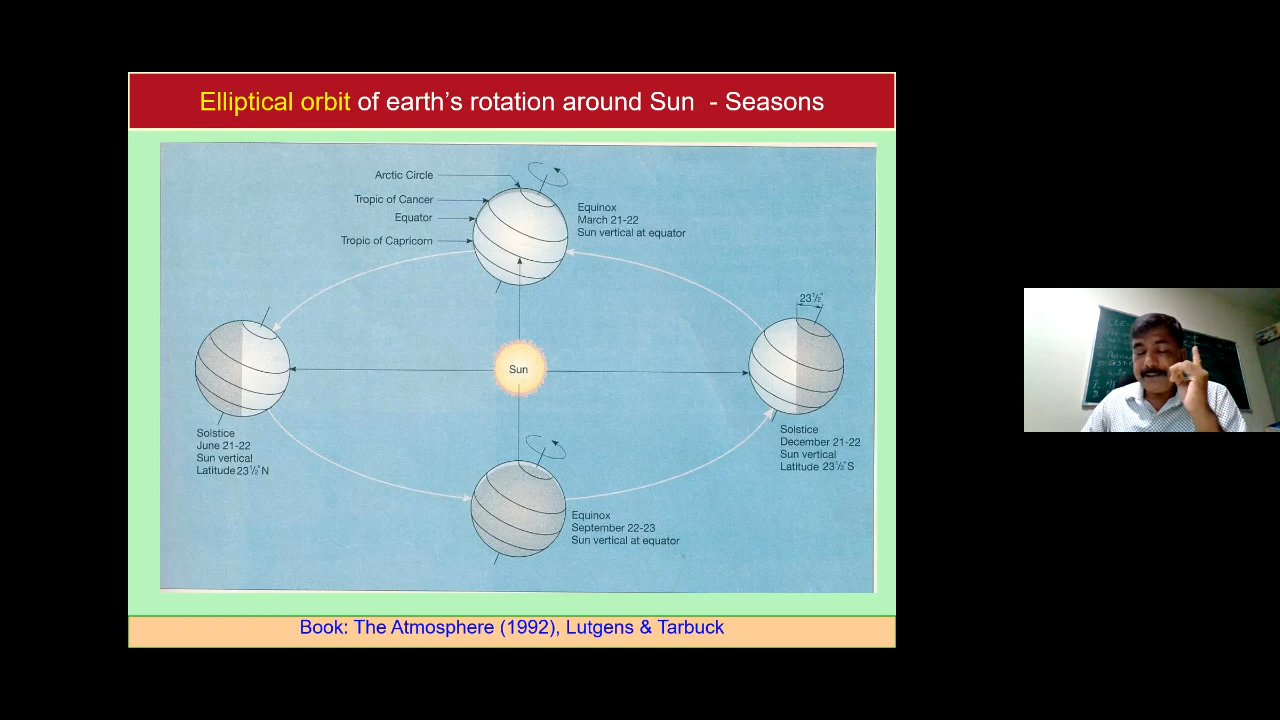 Elliptical orbit of earth's rotation around Sun - Seasons
Arctic Circle
Tropic of Cancer
Equator
Tropic of Capricorn
Equinox
March 21-22
Sun vertical at equator
23½°
Sun
Solstice
June 21-22
Sun vertical
Latitude 23½° N
Solstice
December 21-22
Sun vertical
Latitude 23½° S
Equinox
September 22-23
Sun vertical at equator
Book: The Atmosphere (1992), Lutgens & Tarbuck